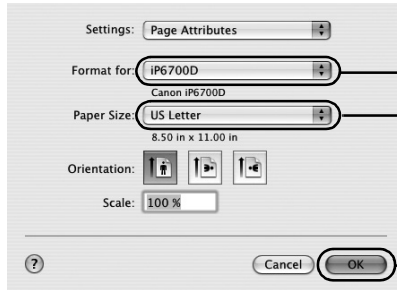 Settings: Page Attributes
Format for: iP6700D
Canon iP6700D
Paper Size: US Letter
8.50 in x 11.00 in
Orientation:
Scale: 100 %
? Cancel OK